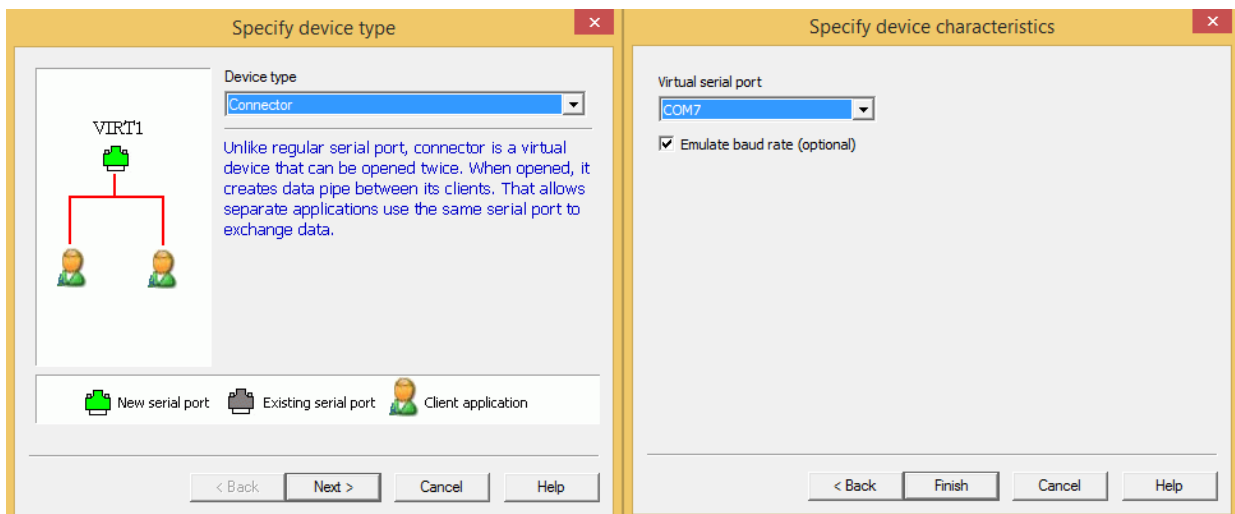 Specify device type
Device type
Connector
VIRT1
Unlike regular serial port, connector is a virtual
device that can be opened twice. When opened, it
creates data pipe between its clients. That allows
separate applications use the same serial port to
exchange data.
New serial port Existing serial port Client application
< Back Next > Cancel Help
Specify device characteristics
Virtual serial port
COM7
Emulate baud rate (optional)
< Back Finish Cancel Help